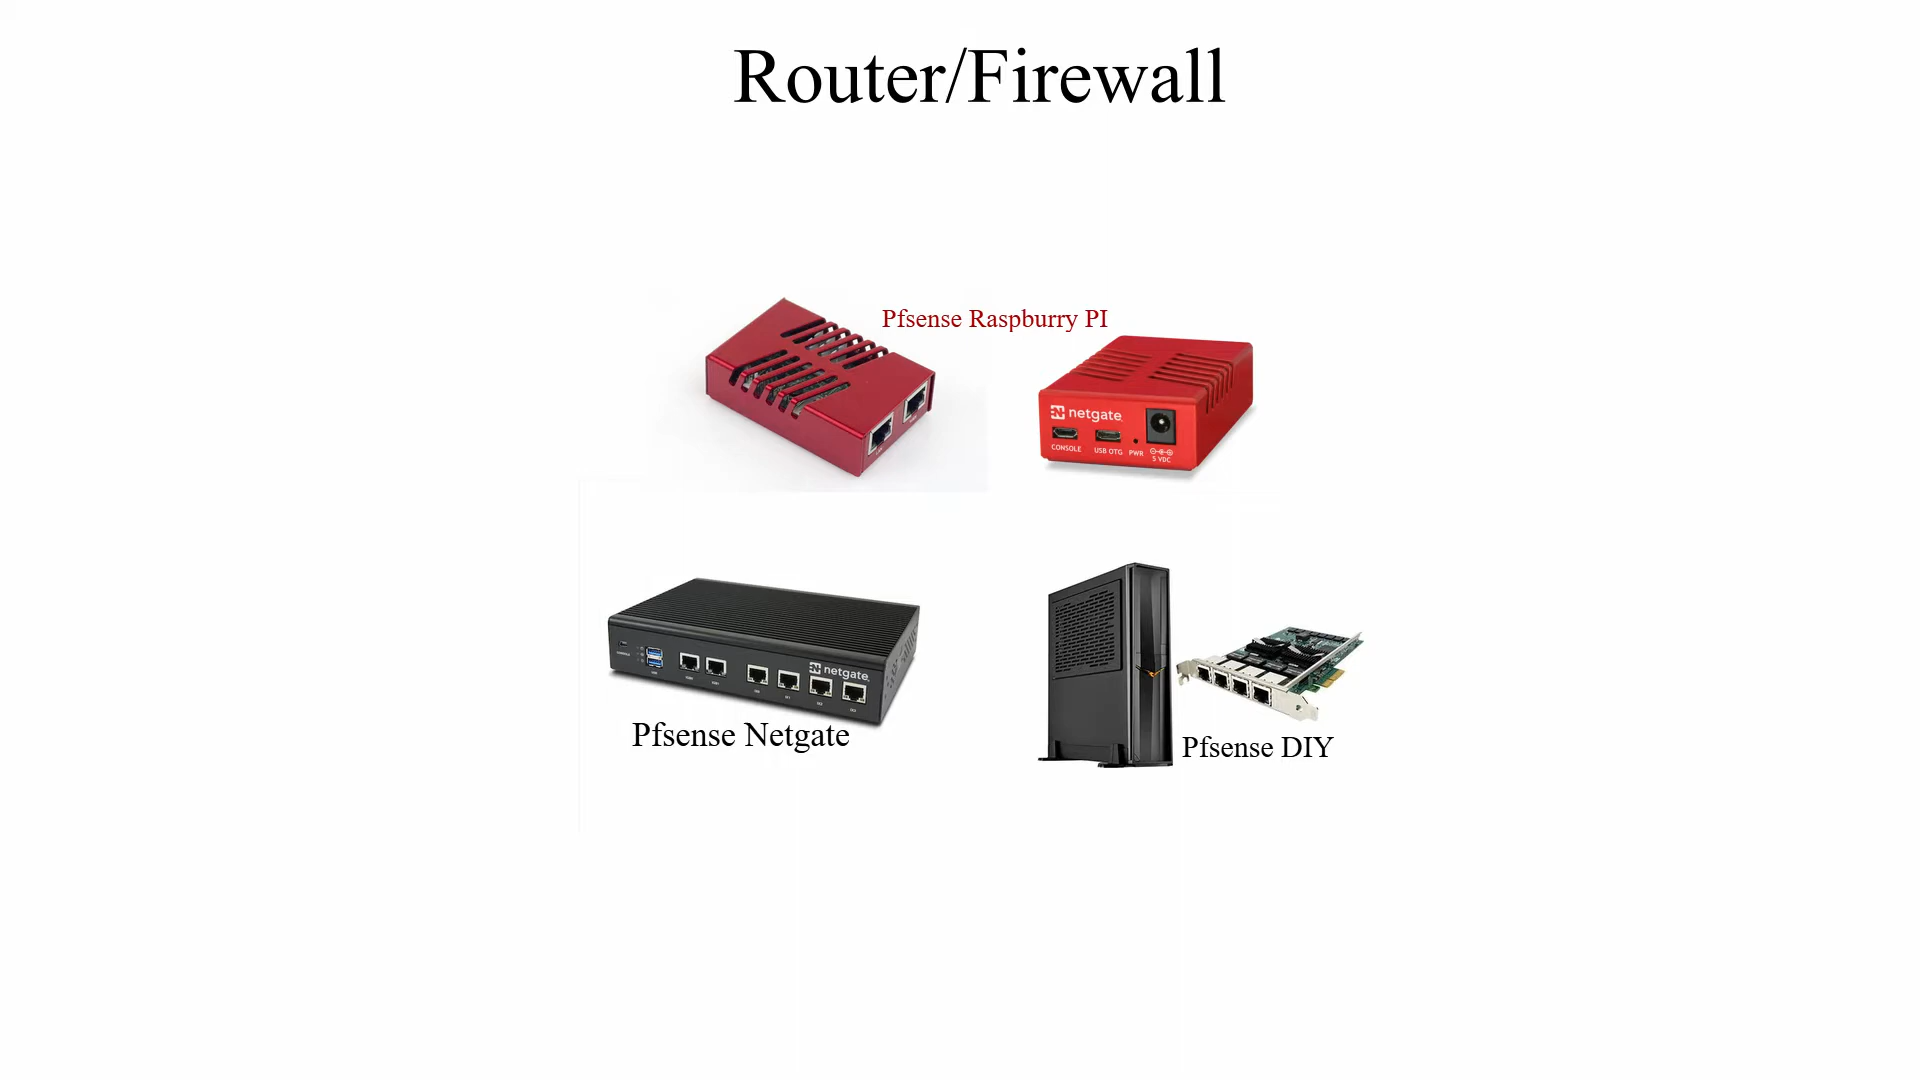 Router/Firewall
Pfsense Raspburry PI
netgate
CONSOLE USB OTG PWR 5 VDC
netgate
Pfsense Netgate
Pfsense DIY